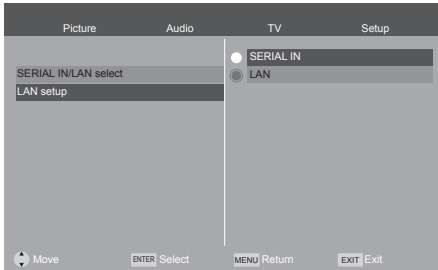 Picture Audio TV Setup
SERIAL IN/LAN select
LAN setup
SERIAL IN
LAN
Move ENTER Select MENU Return EXIT Exit